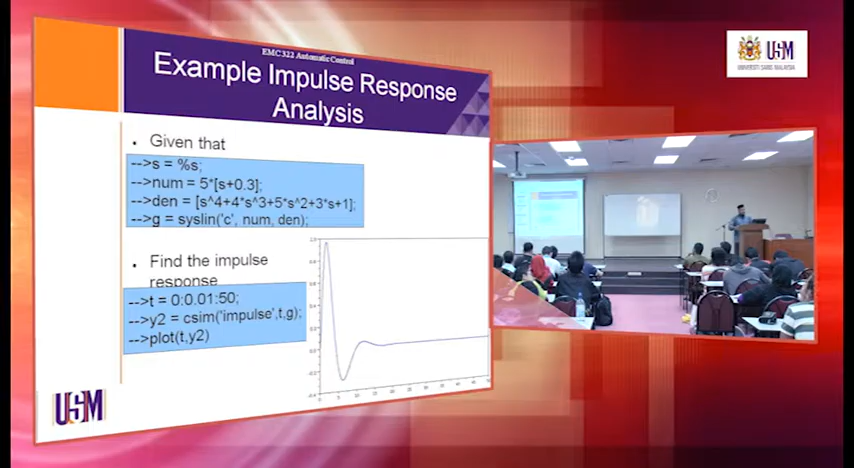 EMC322 Automatic Control
Example Impulse Response
Analysis
• Given that
-->s = %s;
-->num = 5*[s+0.3];
-->den = [s^4+4*s^3+5*s^2+3*s+1];
-->g = syslin('c', num, den);
• Find the impulse
response
-->t = 0:0.01:50;
-->y2 = csim('impulse',t,g);
-->plot(t,y2)
USM
USM
UNIVERSITI SAINS MALAYSIA